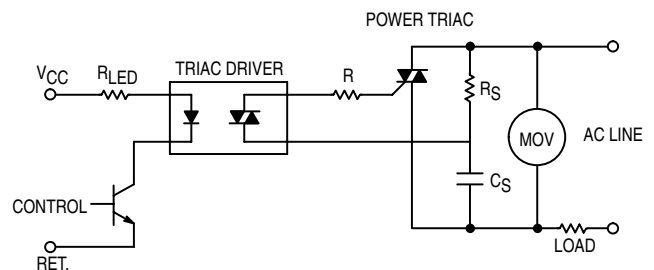 POWER TRIAC
VCC
RLED
TRIAC DRIVER
R
RS
MOV
AC LINE
CS
CONTROL
LOAD
RET.